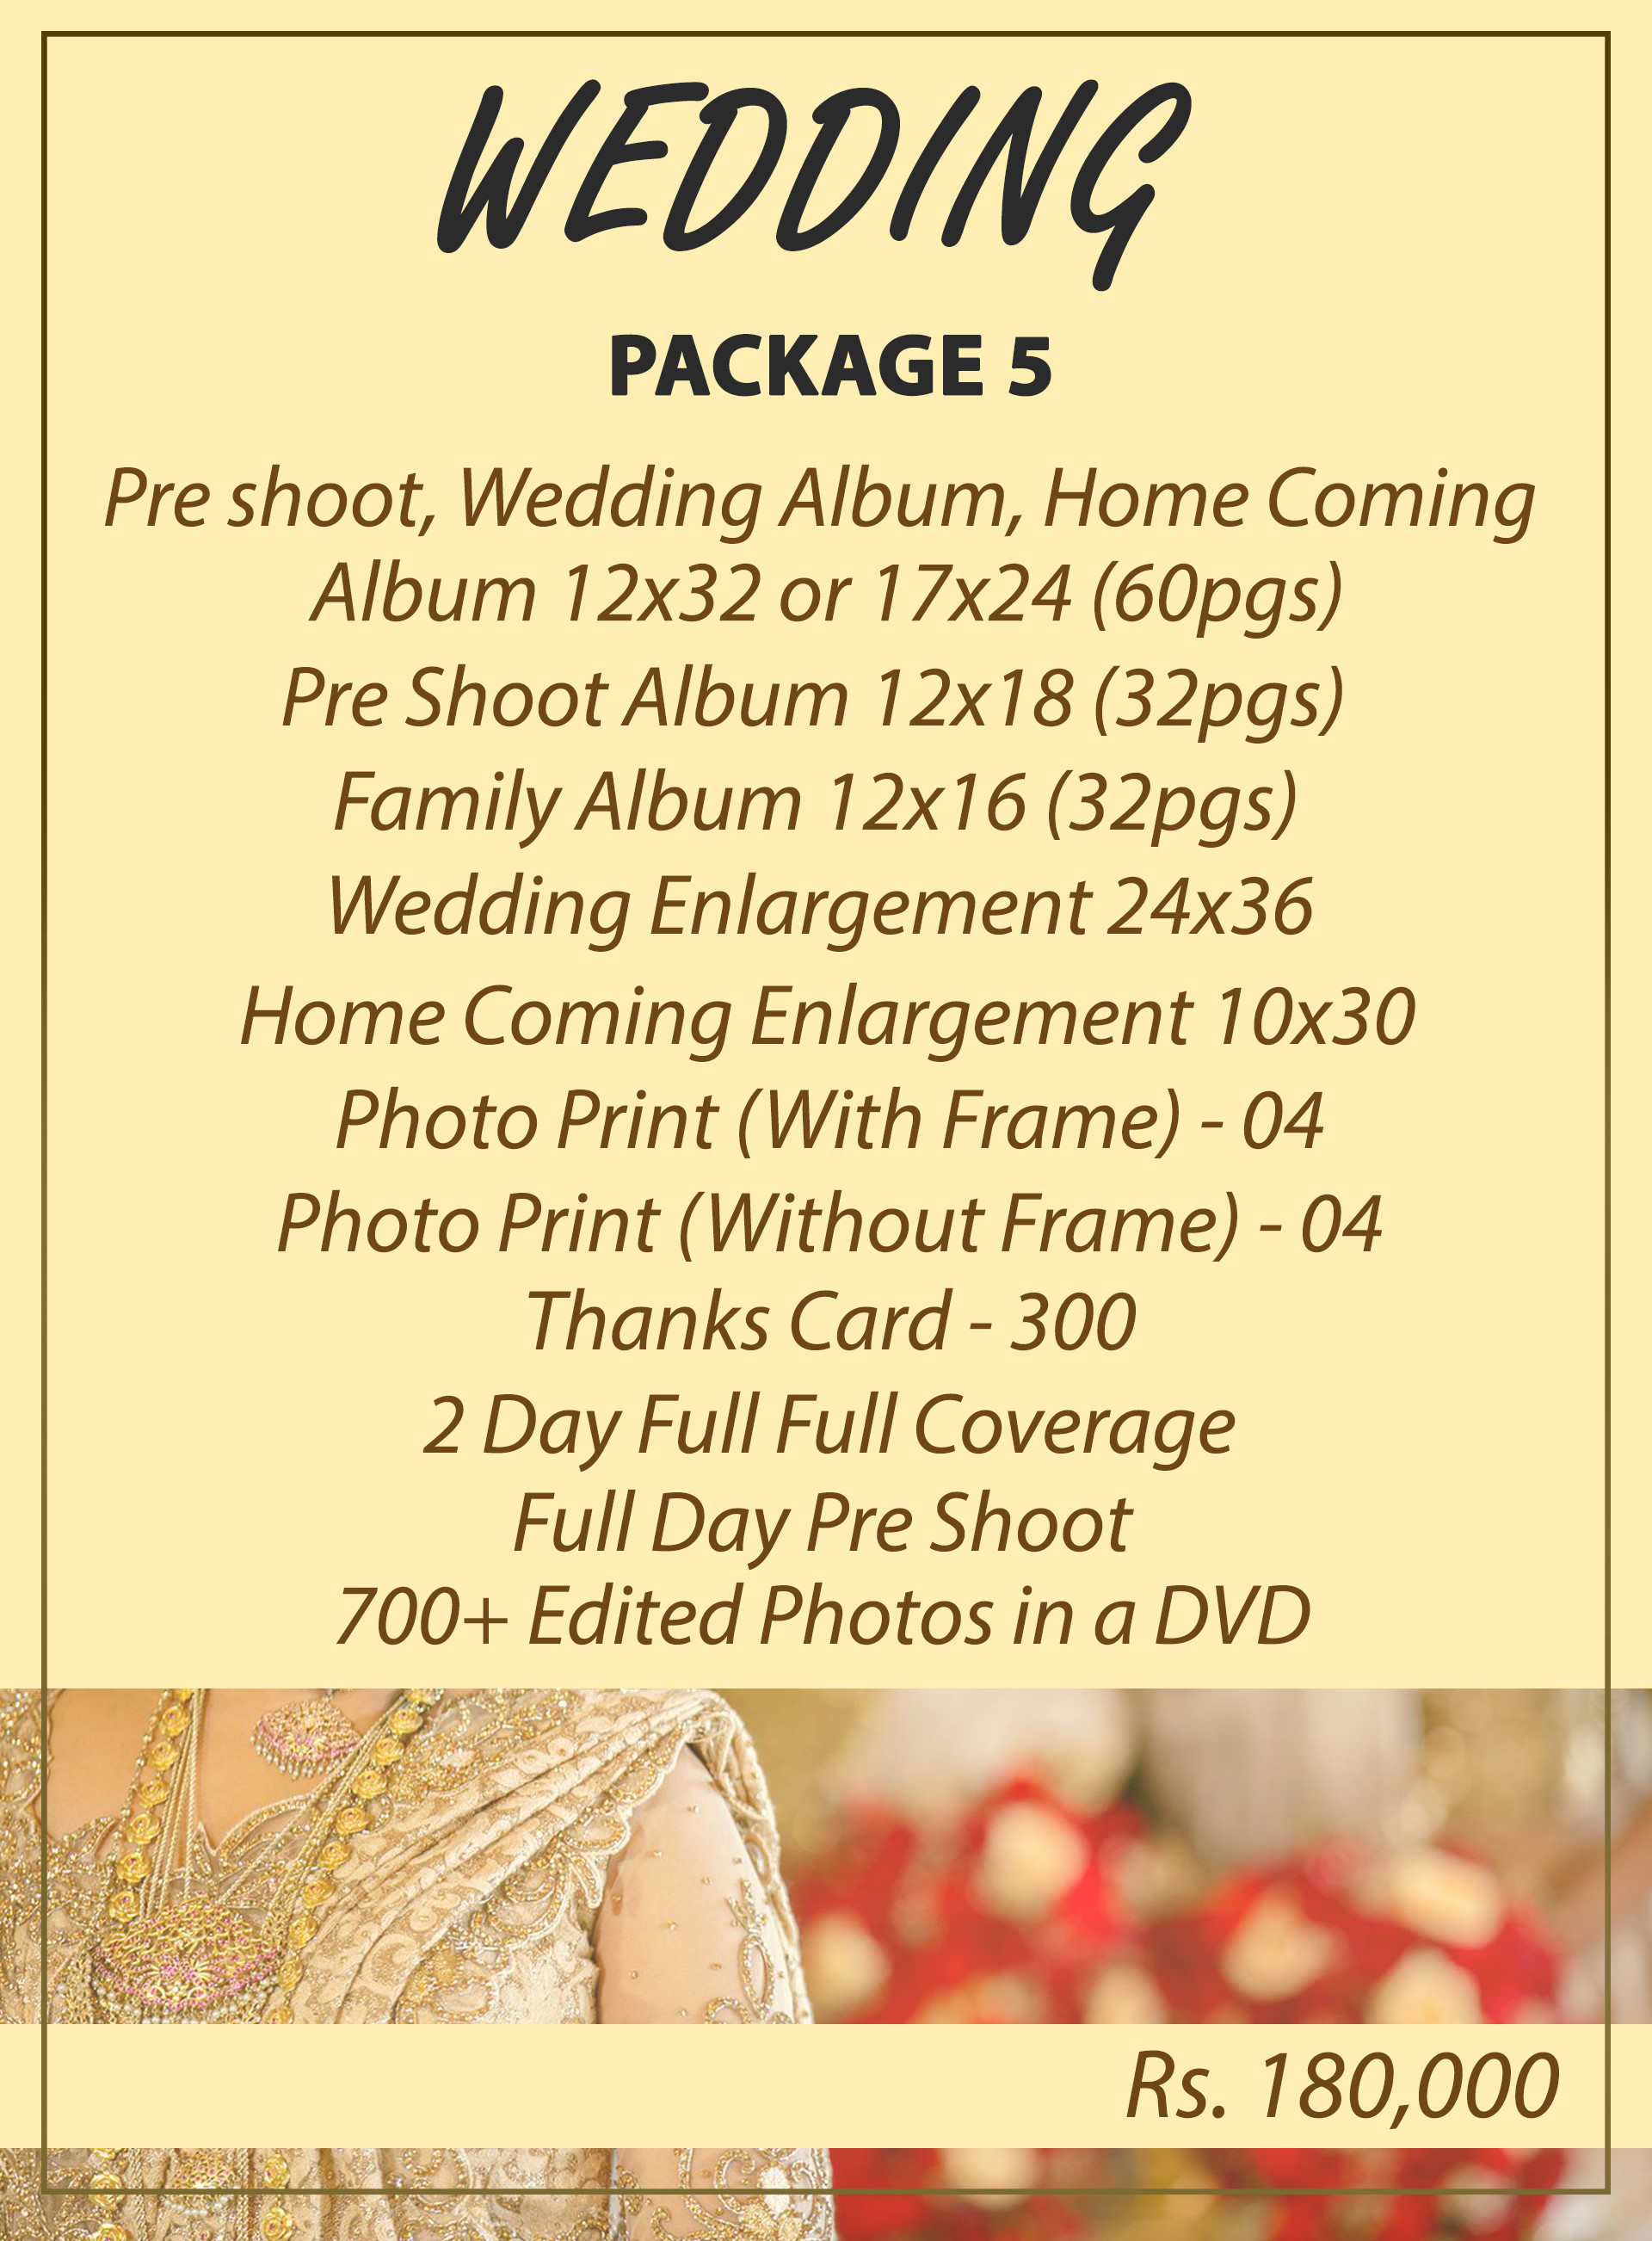 WEDDING
PACKAGE 5
Pre shoot, Wedding Album, Home Coming
Album 12x32 or 17x24 (60pgs)
Pre Shoot Album 12x18 (32pgs)
Family Album 12x16 (32pgs)
Wedding Enlargement 24x36
Home Coming Enlargement 10x30
Photo Print (With Frame) - 04
Photo Print (Without Frame) - 04
Thanks Card - 300
2 Day Full Full Coverage
Full Day Pre Shoot
700+ Edited Photos in a DVD
Rs. 180,000